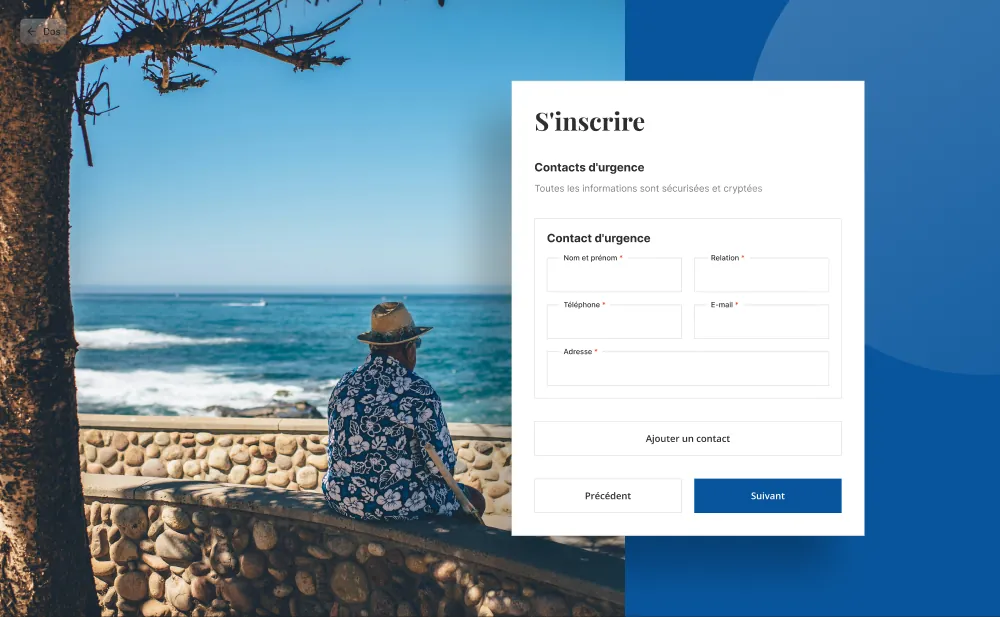 Dos
S'inscrire
Contacts d'urgence
Toutes les informations sont sécurisées et cryptées
Contact d'urgence
Nom et prénom *
Relation *
Téléphone *
E-mail *
Adresse *
Ajouter un contact
Précédent
Suivant